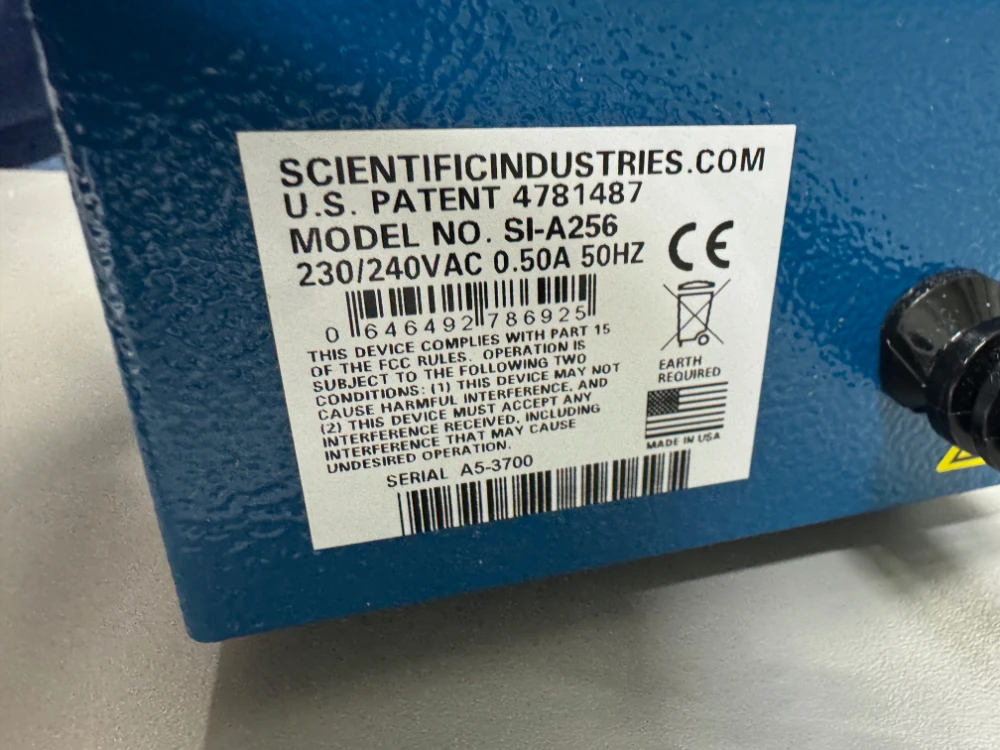 SCIENTIFICINDUSTRIES.COM
U.S. PATENT 4781487
MODEL NO. SI-A256
230/240VAC 0.50A 50HZ
CE
0 646492 786925
THIS DEVICE COMPLIES WITH PART 15
OF THE FCC RULES. OPERATION IS
SUBJECT TO THE FOLLOWING TWO
CONDITIONS: (1) THIS DEVICE MAY NOT
CAUSE HARMFUL INTERFERENCE, AND
(2) THIS DEVICE MUST ACCEPT ANY
INTERFERENCE RECEIVED, INCLUDING
INTERFERENCE THAT MAY CAUSE
UNDESIRED OPERATION.
EARTH
REQUIRED
MADE IN USA
SERIAL A5-3700